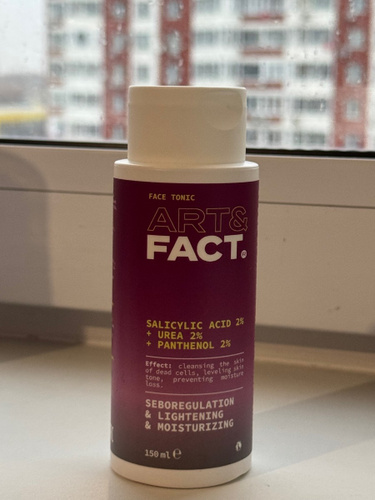 FACE TONIC
ART&
FACT.
SALICYLIC ACID 2%
+ UREA 2%
+ PANTHENOL 2%
Effect: cleansing the skin
of dead cells, leveling skin
tone, preventing moisture
loss.
SEBOREGULATION
& LIGHTENING
& MOISTURIZING
150 ml ℮